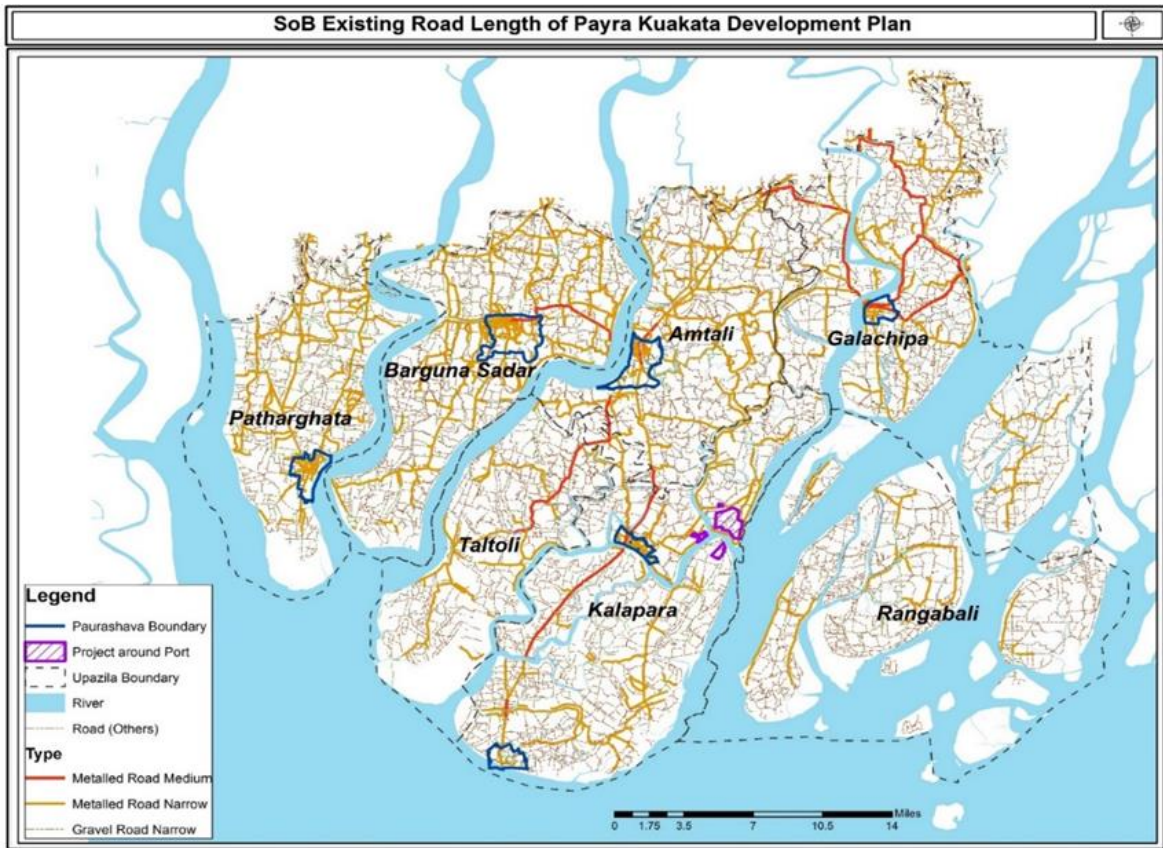 SoB Existing Road Length of Payra Kuakata Development Plan
Amtali
Galachipa
Barguna Sadar
Patharghata
Taltoli
Kalapara
Rangabali
Legend
Paurashava Boundary
Project around Port
Upazila Boundary
River
Road (Others)
Type
Metalled Road Medium
Metalled Road Narrow
Gravel Road Narrow
Miles
0 1.75 3.5 7 10.5 14